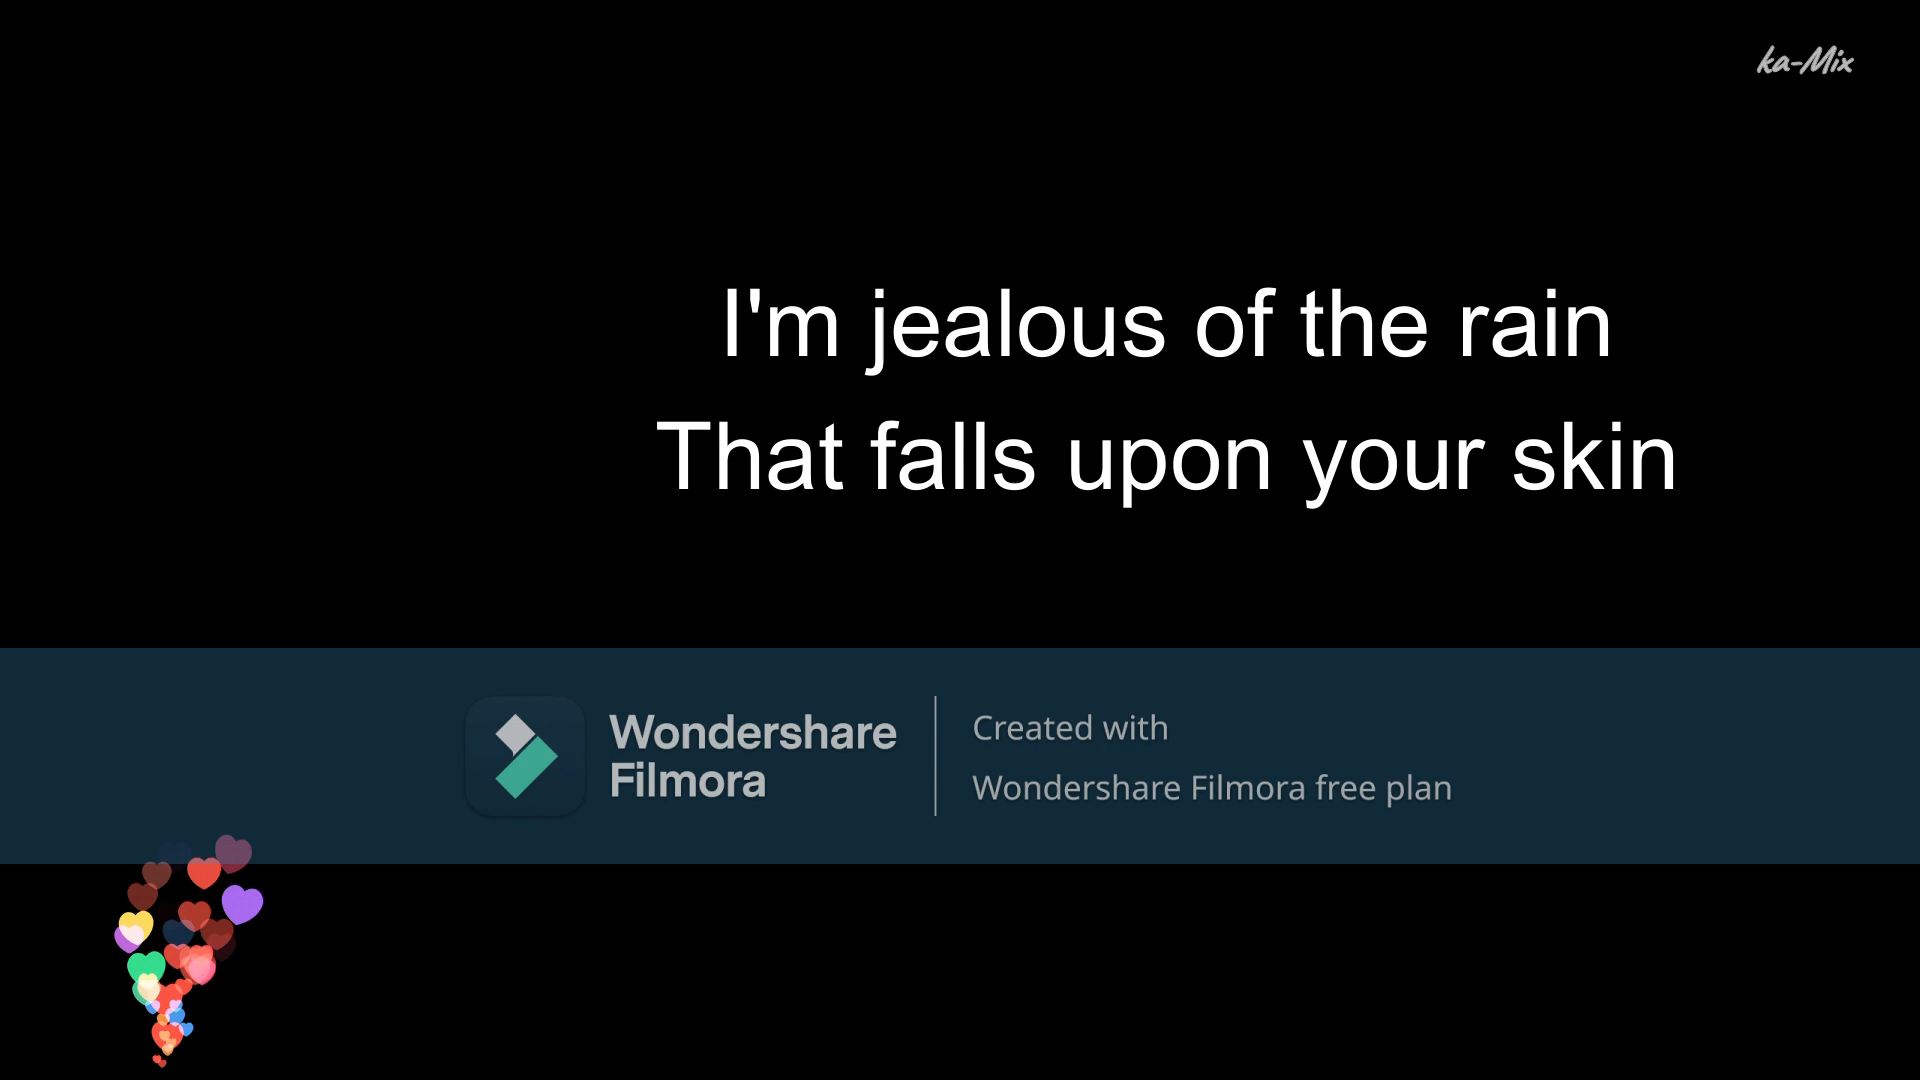 ka-Mix
I'm jealous of the rain
That falls upon your skin
Wondershare
Filmora
Created with
Wondershare Filmora free plan